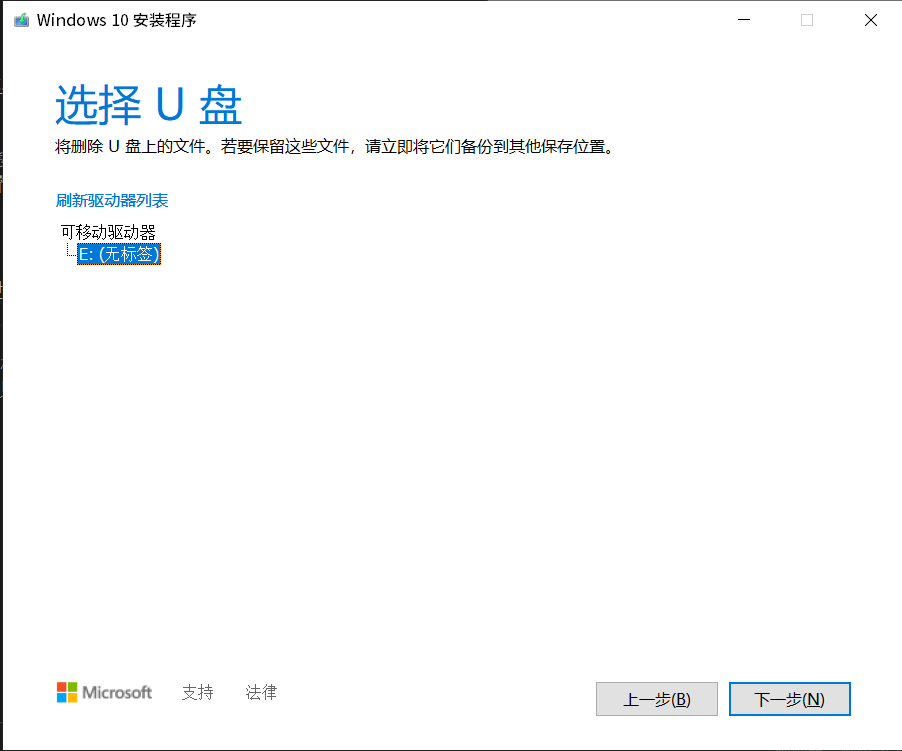 Windows 10 安装程序
选择 U 盘
将删除 U 盘上的文件。若要保留这些文件，请立即将它们备份到其他保存位置。
刷新驱动器列表
可移动驱动器
E: (无标签)
Microsoft 支持 法律 上一步(B) 下一步(N)